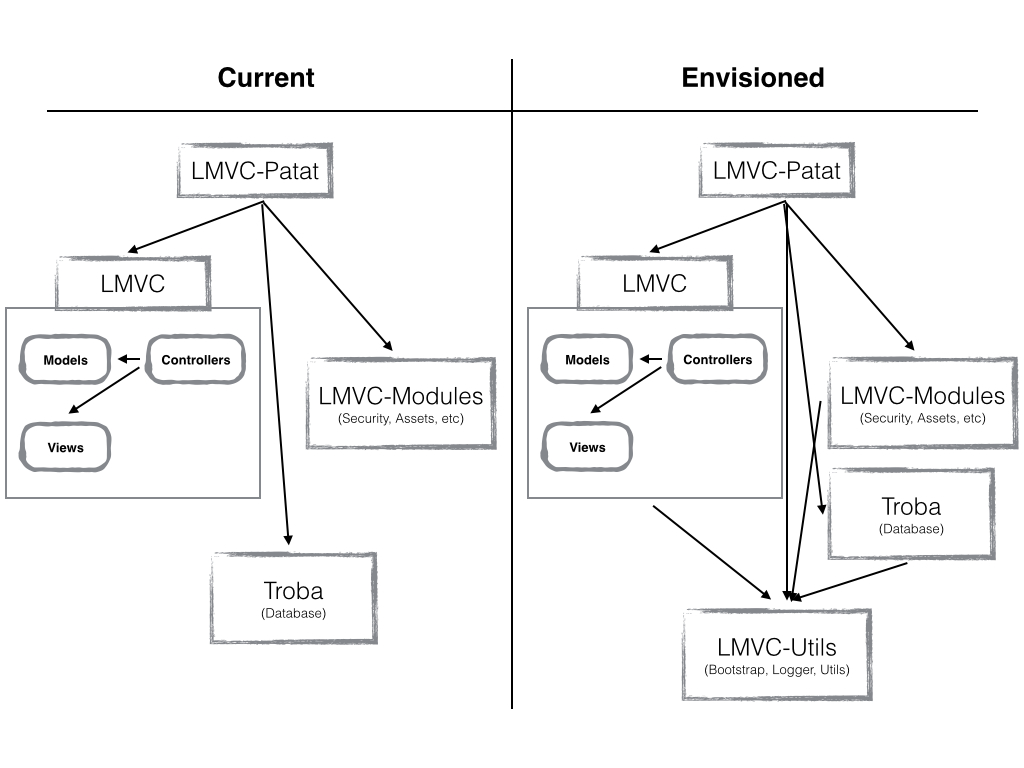 Current
LMVC-Patat
LMVC
Models
Controllers
Views
LMVC-Modules
(Security, Assets, etc)
Troba
(Database)
Envisioned
LMVC-Patat
LMVC
Models
Controllers
Views
LMVC-Modules
(Security, Assets, etc)
Troba
(Database)
LMVC-Utils
(Bootstrap, Logger, Utils)